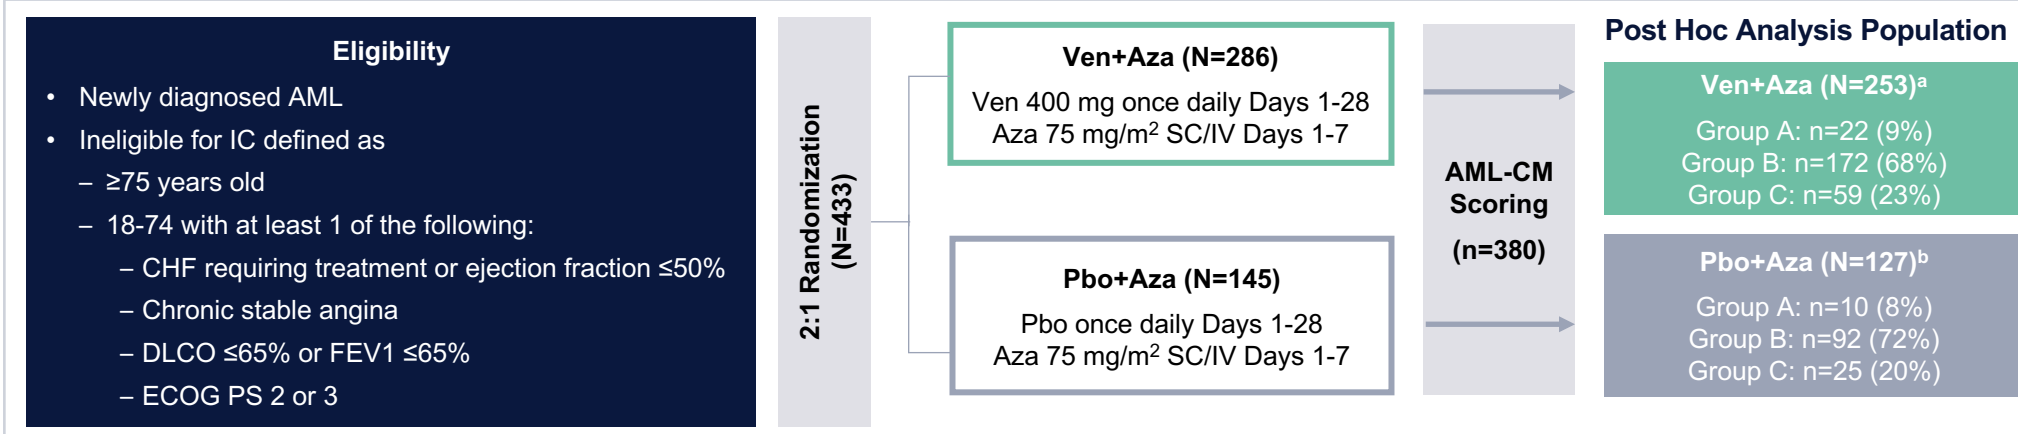 Eligibility
• Newly diagnosed AML
• Ineligible for IC defined as
– ≥75 years old
– 18-74 with at least 1 of the following:
– CHF requiring treatment or ejection fraction ≤50%
– Chronic stable angina
– DLCO ≤65% or FEV1 ≤65%
– ECOG PS 2 or 3
2:1 Randomization
(N=433)
Ven+Aza (N=286)
Ven 400 mg once daily Days 1-28
Aza 75 mg/m² SC/IV Days 1-7
Pbo+Aza (N=145)
Pbo once daily Days 1-28
Aza 75 mg/m² SC/IV Days 1-7
AML-CM
Scoring
(n=380)
Post Hoc Analysis Population
Ven+Aza (N=253)ᵃ
Group A: n=22 (9%)
Group B: n=172 (68%)
Group C: n=59 (23%)
Pbo+Aza (N=127)ᵇ
Group A: n=10 (8%)
Group B: n=92 (72%)
Group C: n=25 (20%)